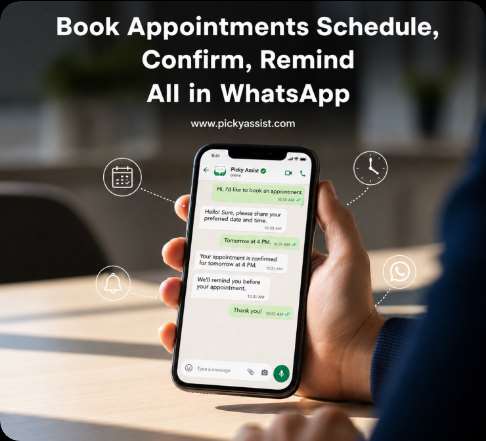 Book Appointments Schedule,
Confirm, Remind
All in WhatsApp
www.pickyassist.com
Picky Assist
online
Hi, I'd like to book an appointment
Hello! Sure, please share your
preferred date and time.
Tomorrow at 4 PM.
Your appointment is confirmed
for tomorrow at 4 PM.
We'll remind you before
your appointment.
Thank you!
Type a message